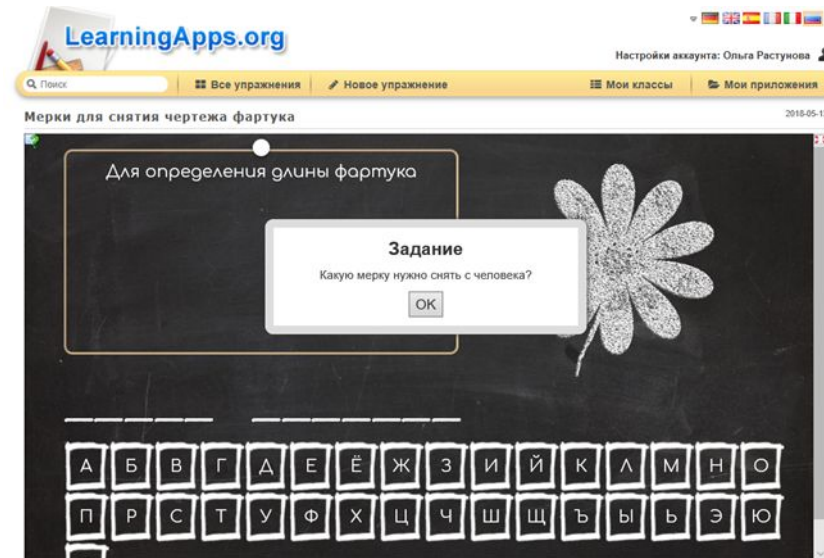 LearningApps.org
Настройки аккаунта: Ольга Растунова
Поиск
Все упражнения
Новое упражнение
Мои классы
Мои приложения
Мерки для снятия чертежа фартука
2018-05-1
Для определения длины фартука
Задание
Какую мерку нужно снять с человека?
OK
А Б В Г Д Е Ё Ж З И Й К Л М Н О
П Р С Т У Ф Х Ц Ч Ш Щ Ъ Ы Ь Э Ю